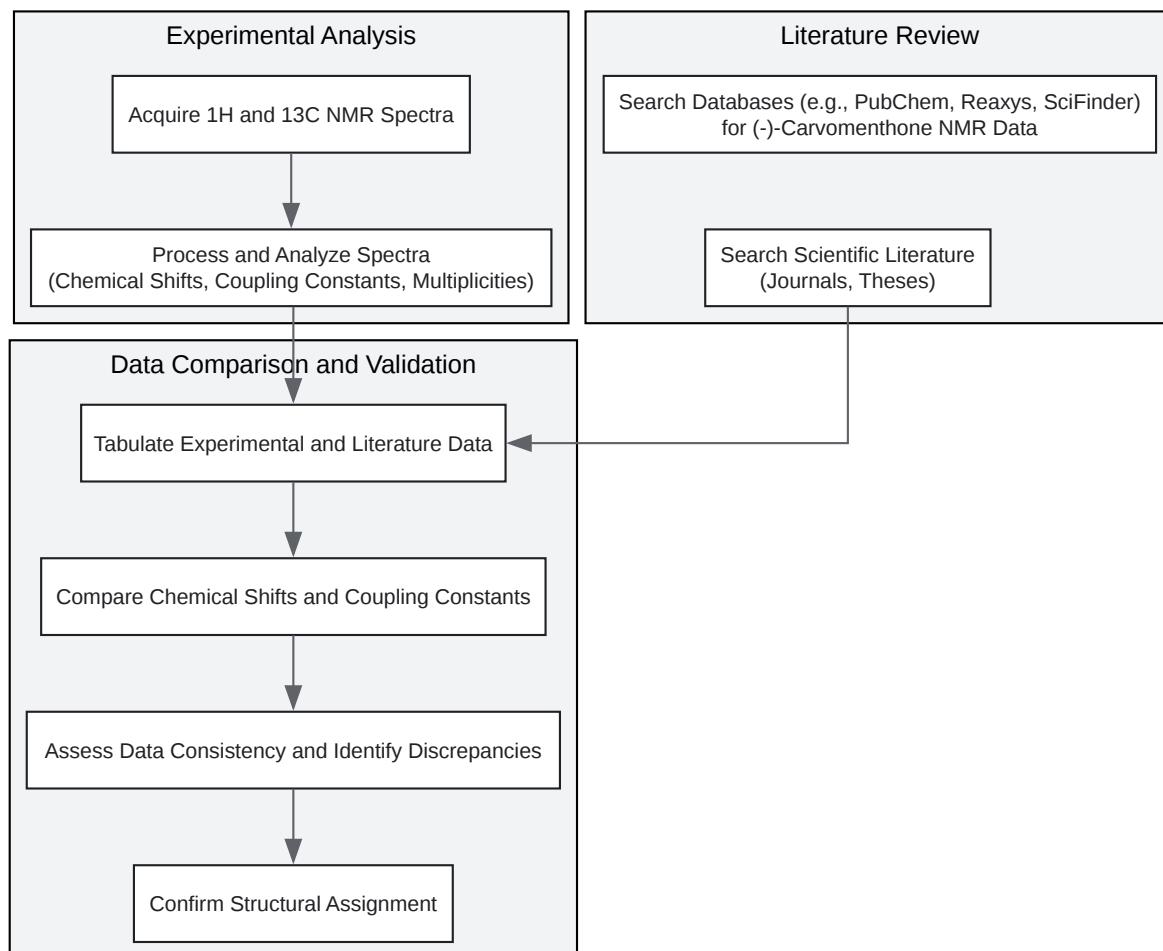 Experimental Analysis
Acquire 1H and 13C NMR Spectra
Process and Analyze Spectra
(Chemical Shifts, Coupling Constants, Multiplicities)
Literature Review
Search Databases (e.g., PubChem, Reaxys, SciFinder)
for (-)-Carvomenthone NMR Data
Search Scientific Literature
(Journals, Theses)
Data Comparison and Validation
Tabulate Experimental and Literature Data
Compare Chemical Shifts and Coupling Constants
Assess Data Consistency and Identify Discrepancies
Confirm Structural Assignment